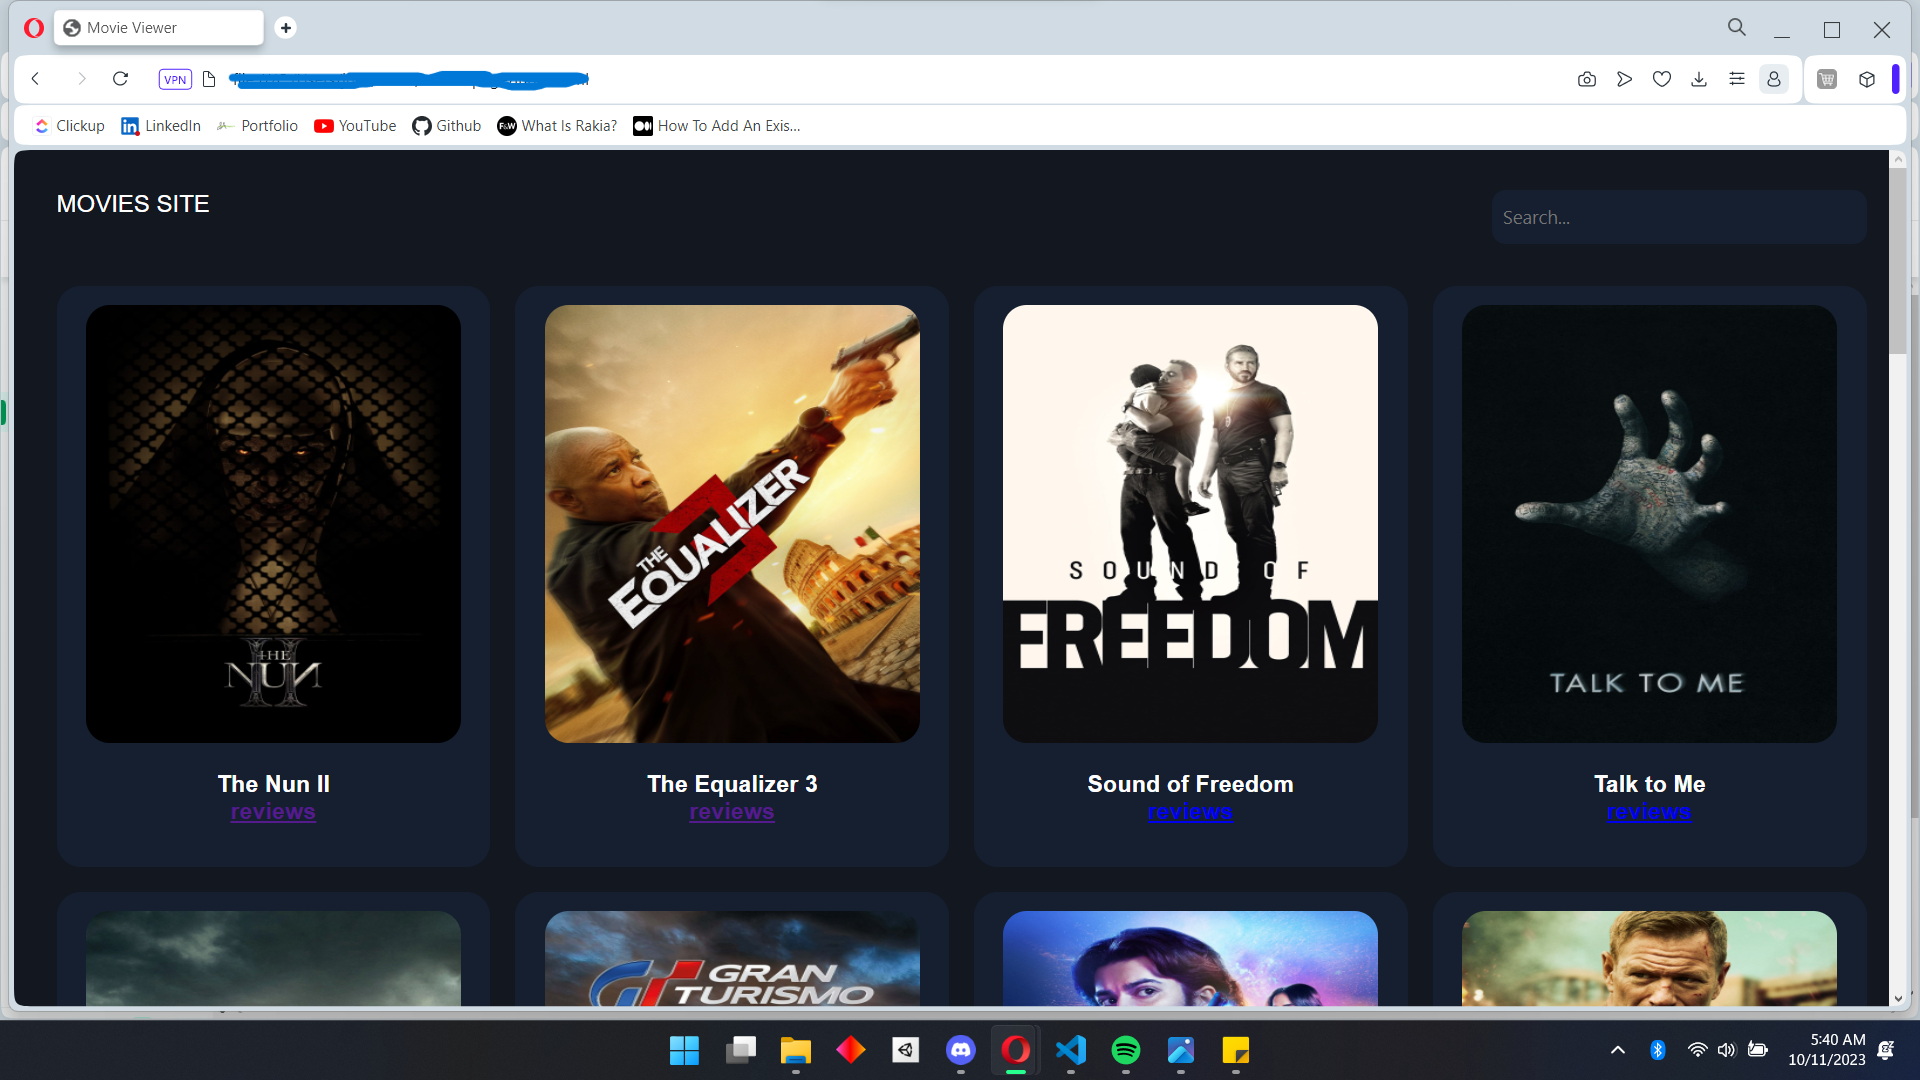 Movie Viewer
VPN
Clickup LinkedIn Portfolio YouTube Github What Is Rakia? How To Add An Exis...
MOVIES SITE
Search...
THE
NUN
II
THE
EQUALIZER
3
SOUND OF
FREEDOM
TALK TO ME
The Nun II
reviews
The Equalizer 3
reviews
Sound of Freedom
reviews
Talk to Me
reviews
GRAN
TURISMO
5:40 AM
10/11/2023